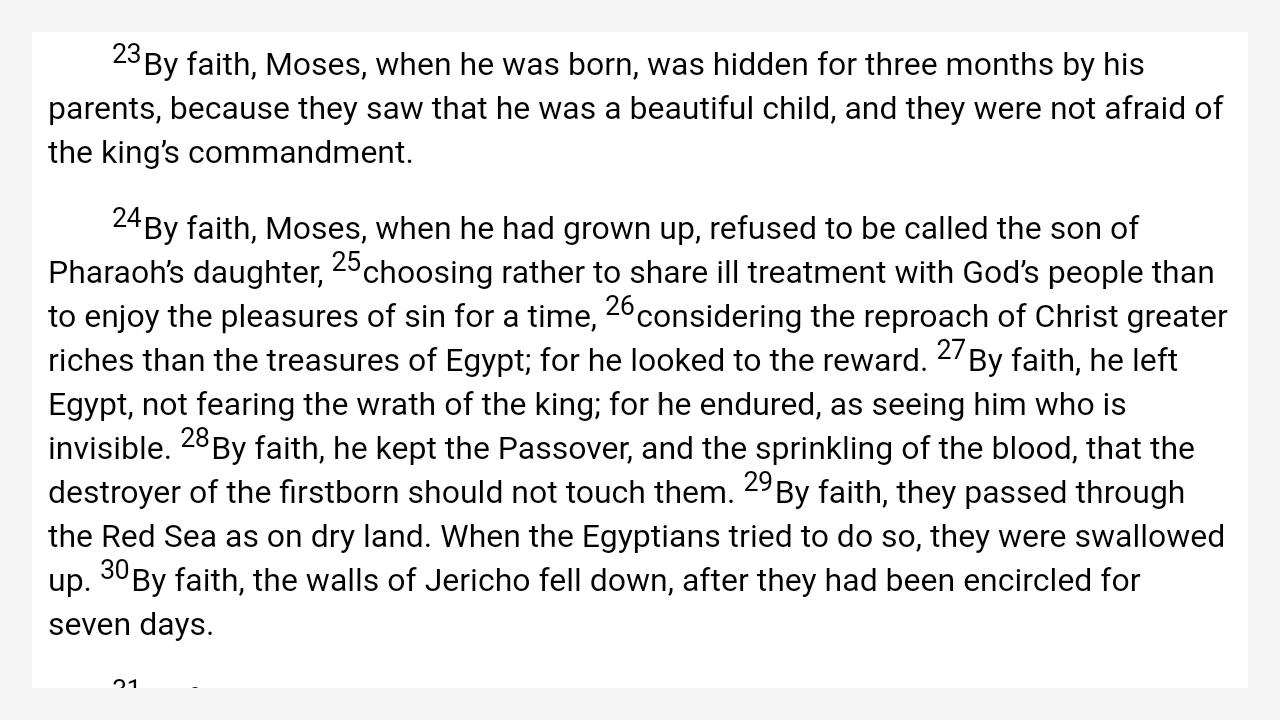 23By faith, Moses, when he was born, was hidden for three months by his
parents, because they saw that he was a beautiful child, and they were not afraid of
the king’s commandment.
24By faith, Moses, when he had grown up, refused to be called the son of
Pharaoh’s daughter, 25choosing rather to share ill treatment with God’s people than
to enjoy the pleasures of sin for a time, 26considering the reproach of Christ greater
riches than the treasures of Egypt; for he looked to the reward. 27By faith, he left
Egypt, not fearing the wrath of the king; for he endured, as seeing him who is
invisible. 28By faith, he kept the Passover, and the sprinkling of the blood, that the
destroyer of the firstborn should not touch them. 29By faith, they passed through
the Red Sea as on dry land. When the Egyptians tried to do so, they were swallowed
up. 30By faith, the walls of Jericho fell down, after they had been encircled for
seven days.